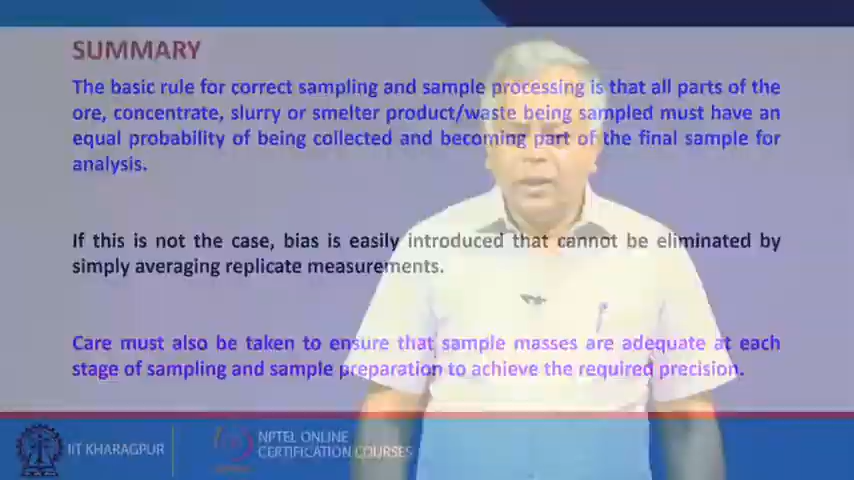 SUMMARY
The basic rule for correct sampling and sample processing is that all parts of the
ore, concentrate, slurry or smelter product/waste being sampled must have an
equal probability of being collected and becoming part of the final sample for
analysis.
If this is not the case, bias is easily introduced that cannot be eliminated by
simply averaging replicate measurements.
Care must also be taken to ensure that sample masses are adequate at each
stage of sampling and sample preparation to achieve the required precision.
IIT KHARAGPUR
NPTEL ONLINE
CERTIFICATION COURSES